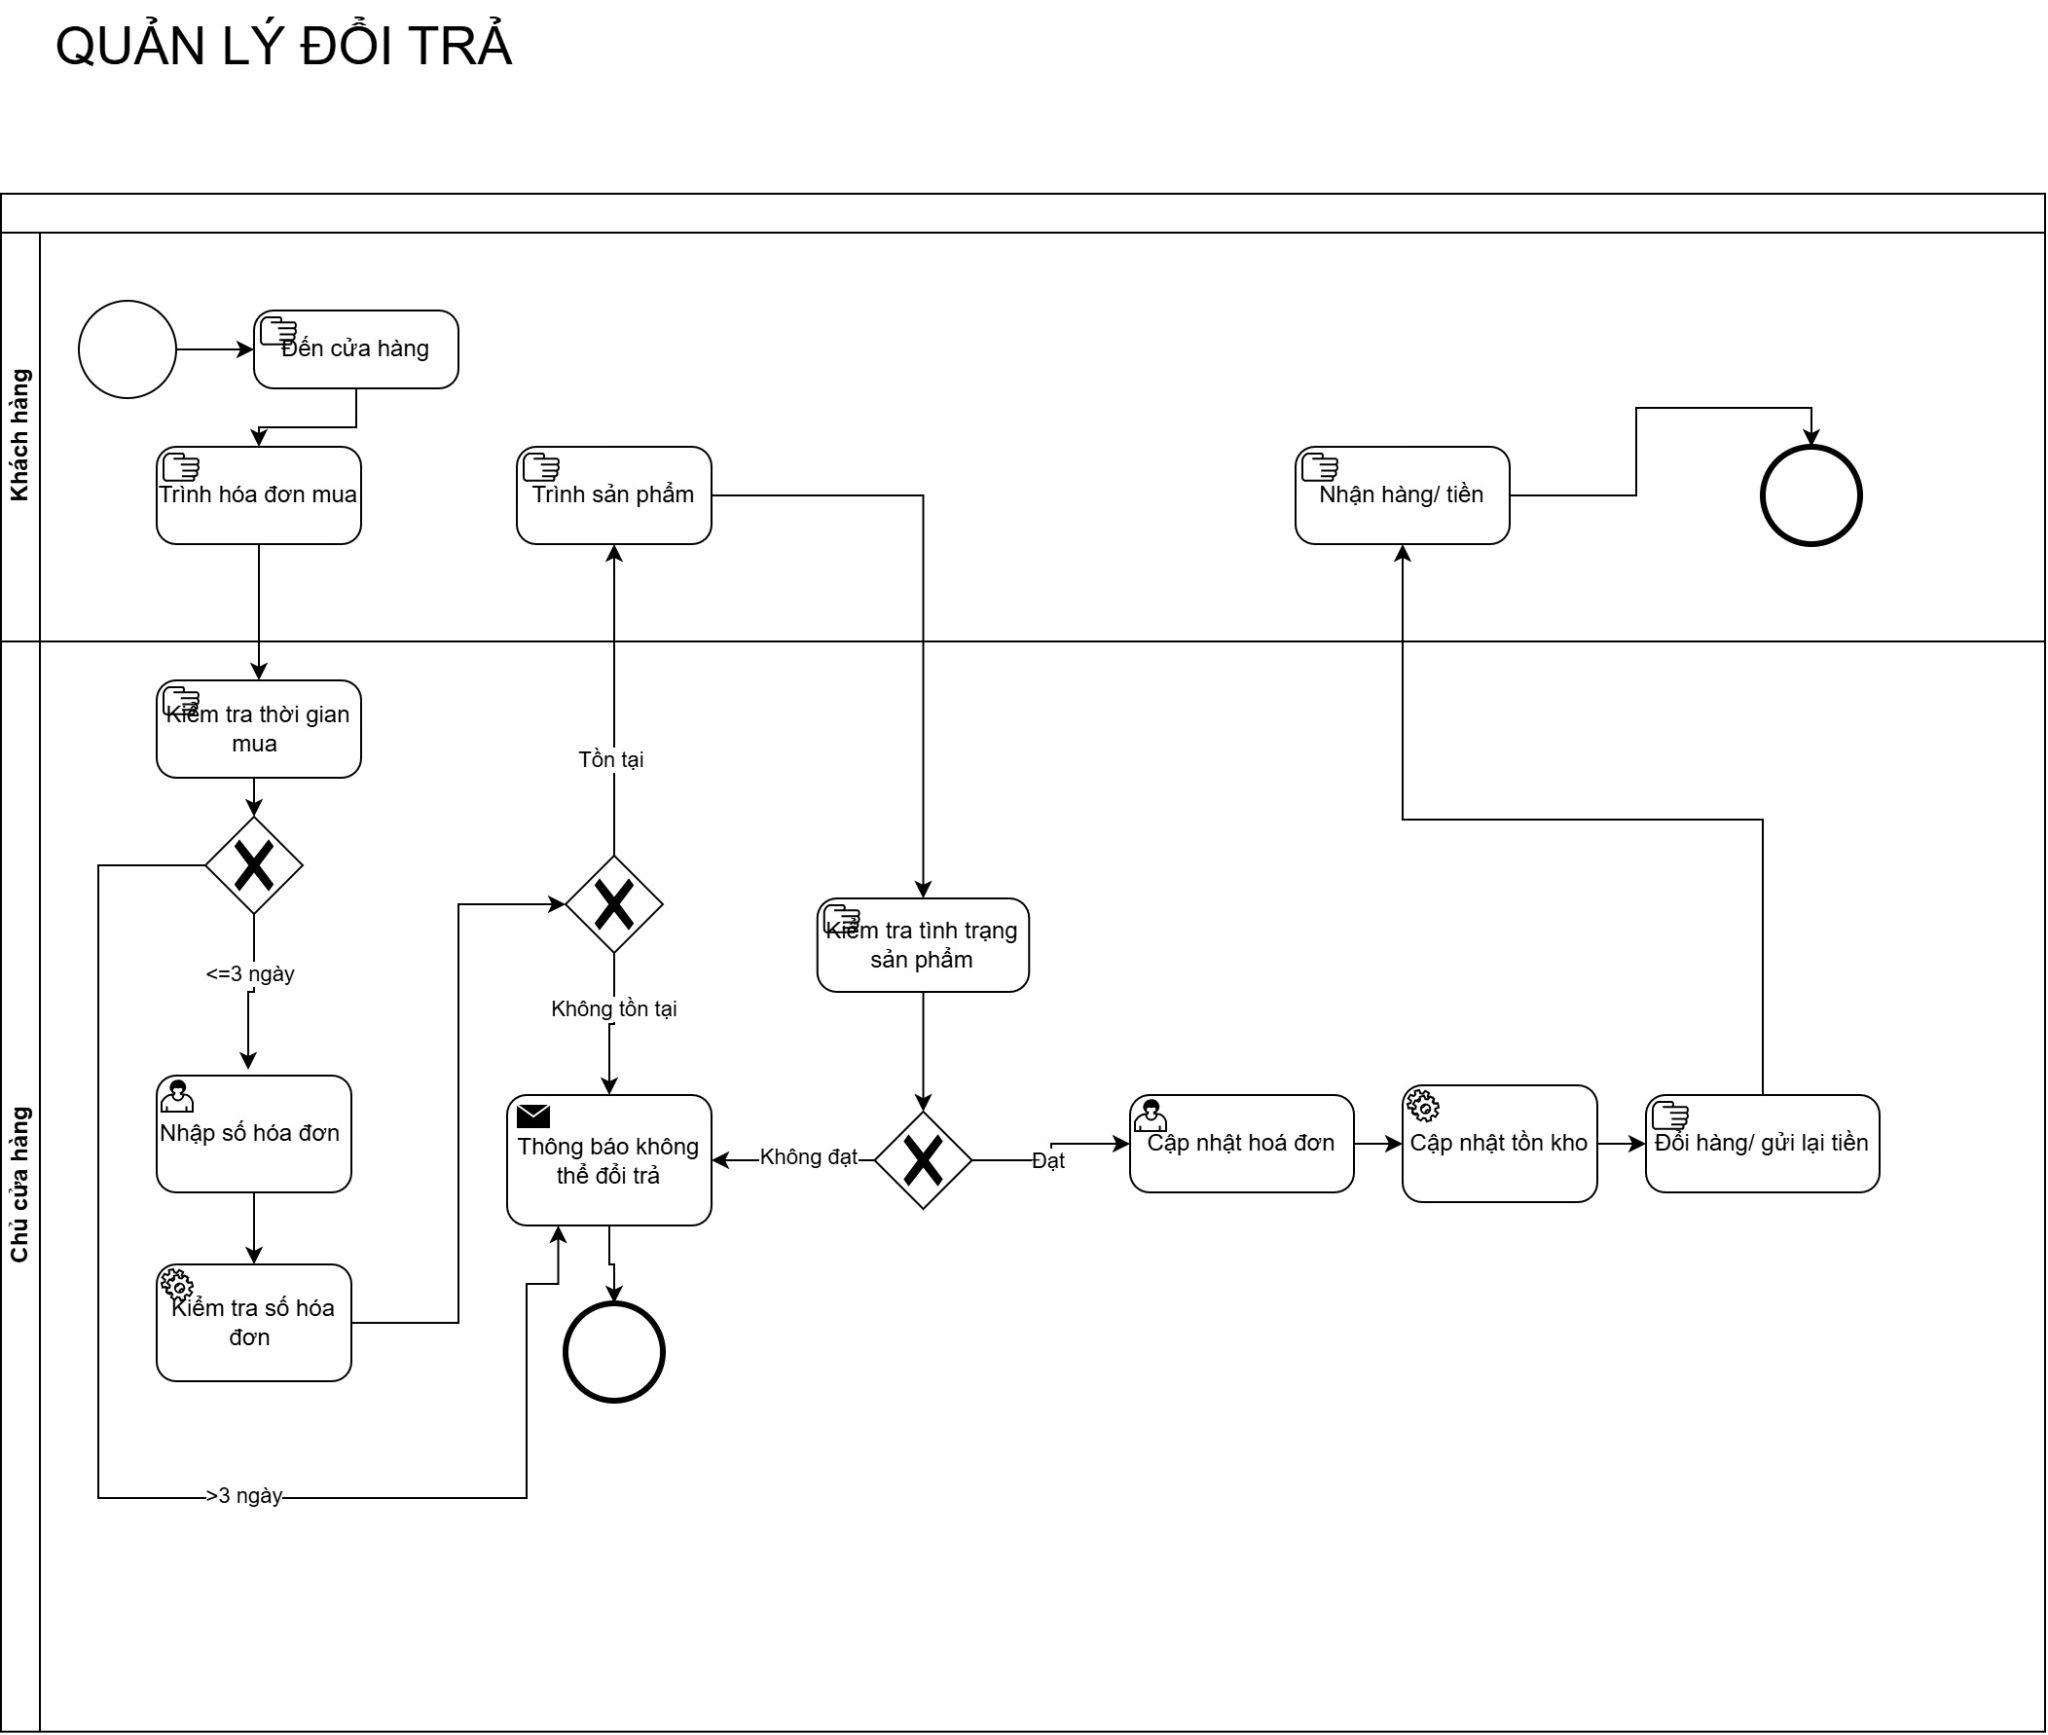 QUẢN LÝ ĐỔI TRẢ
Khách hàng
Đến cửa hàng
Trình hóa đơn mua
Trình sản phẩm
Nhận hàng/ tiền
Chủ cửa hàng
Kiểm tra thời gian
mua
<=3 ngày
>3 ngày
Nhập số hóa đơn
Kiểm tra số hóa
đơn
Tồn tại
Không tồn tại
Thông báo không
thể đổi trả
Kiểm tra tình trạng
sản phẩm
Không đạt
Đạt
Cập nhật hoá đơn
Cập nhật tồn kho
Đổi hàng/ gửi lại tiền